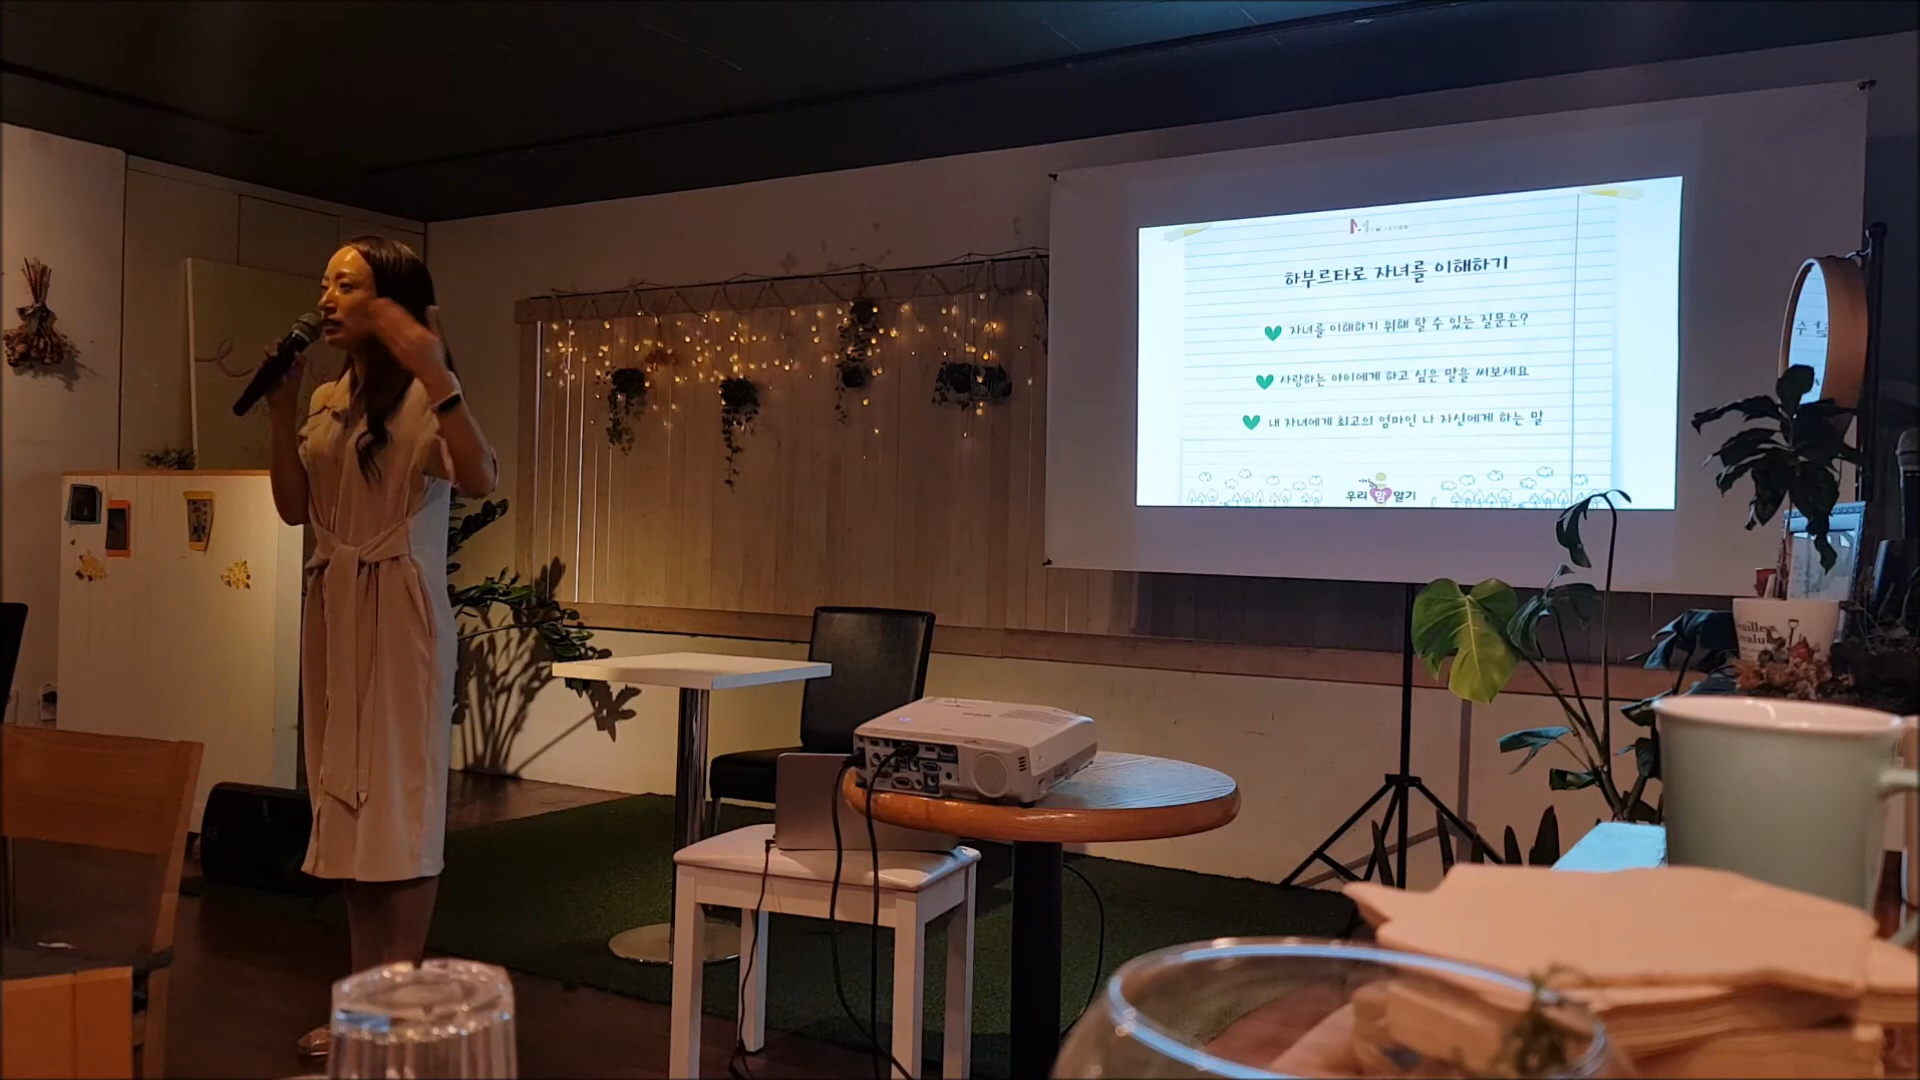 하부르타로 자녀를 이해하기
자녀를 이해하기 위해 할 수 있는 질문은?
사랑하는 아이에게 하고 싶은 말을 써보세요
내 자녀에게 최고의 엄마인 나 자신에게 하는 말
우리 맘 알기